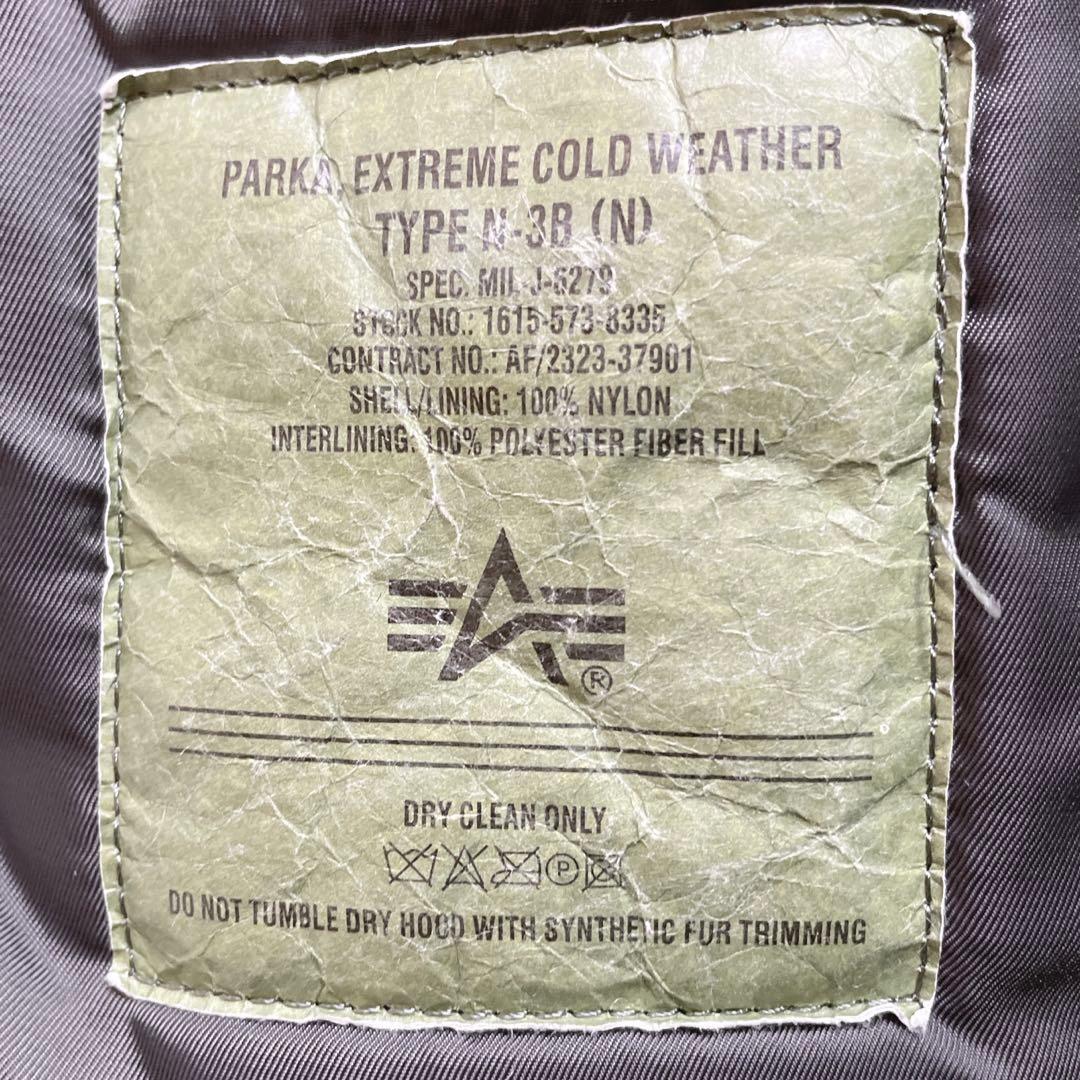 PARKA, EXTREME COLD WEATHER
TYPE N-3B (N)
SPEC. MIL-J-6279
STOCK NO.: 1615-573-8335
CONTRACT NO.: AF/2323-37901
SHELL/LINING: 100% NYLON
INTERLINING: 100% POLYESTER FIBER FILL
®
DRY CLEAN ONLY
P
DO NOT TUMBLE DRY HOOD WITH SYNTHETIC FUR TRIMMING